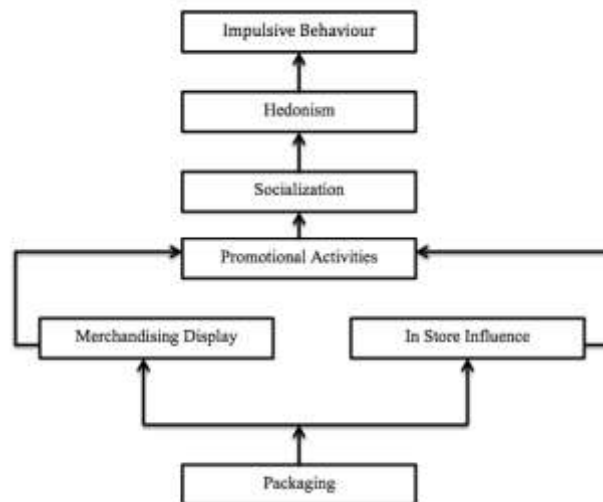 Impulsive Behaviour
Hedonism
Socialization
Promotional Activities
Merchandising Display
In Store Influence
Packaging